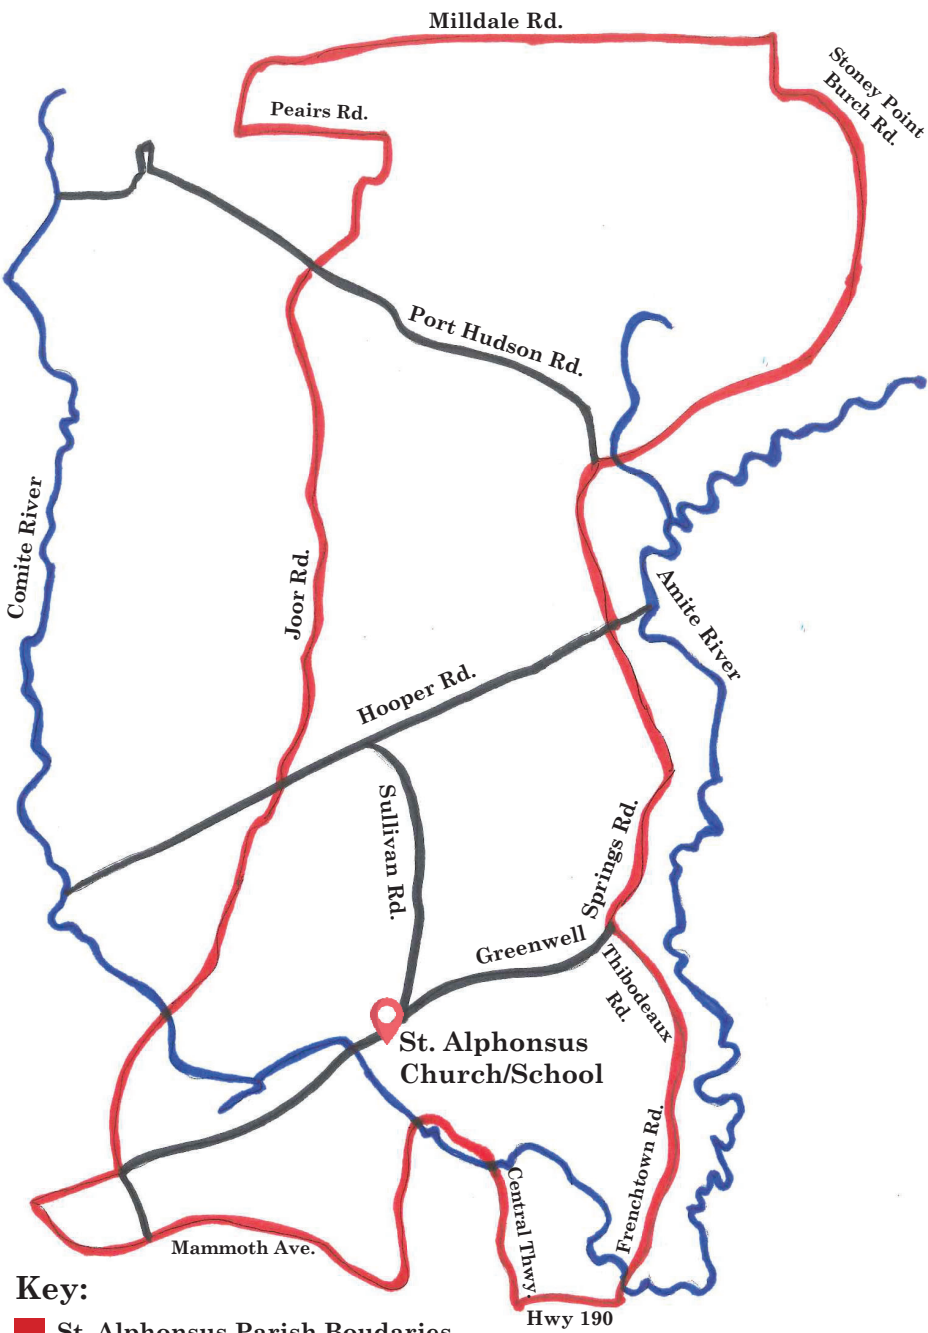 Milldale Rd.
Stoney Point
Burch Rd.
Peairs Rd.
Port Hudson Rd.
Comite River
Joor Rd.
Amite River
Hooper Rd.
Sullivan Rd.
Springs Rd.
Greenwell
Thibodeaux
Rd.
St. Alphonsus
Church/School
Frenchtown Rd.
Central Thwy.
Mammoth Ave.
Key:
Hwy 190
St. Alphonsus Parish Boudaries